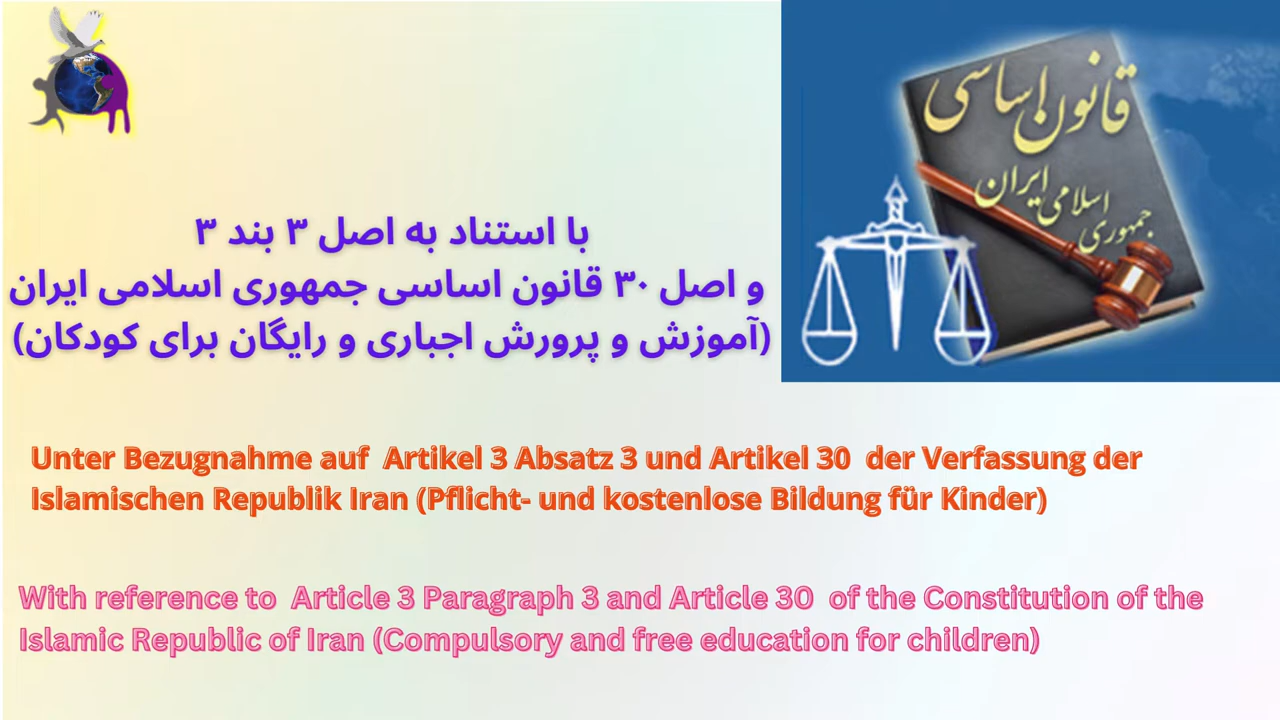 قانون اساسی
جمهوری اسلامی ایران
با استناد به اصل ۳ بند ۳
و اصل ۳۰ قانون اساسی جمهوری اسلامی ایران
(آموزش و پرورش اجباری و رایگان برای کودکان)
Unter Bezugnahme auf Artikel 3 Absatz 3 und Artikel 30 der Verfassung der
Islamischen Republik Iran (Pflicht- und kostenlose Bildung für Kinder)
With reference to Article 3 Paragraph 3 and Article 30 of the Constitution of the
Islamic Republic of Iran (Compulsory and free education for children)